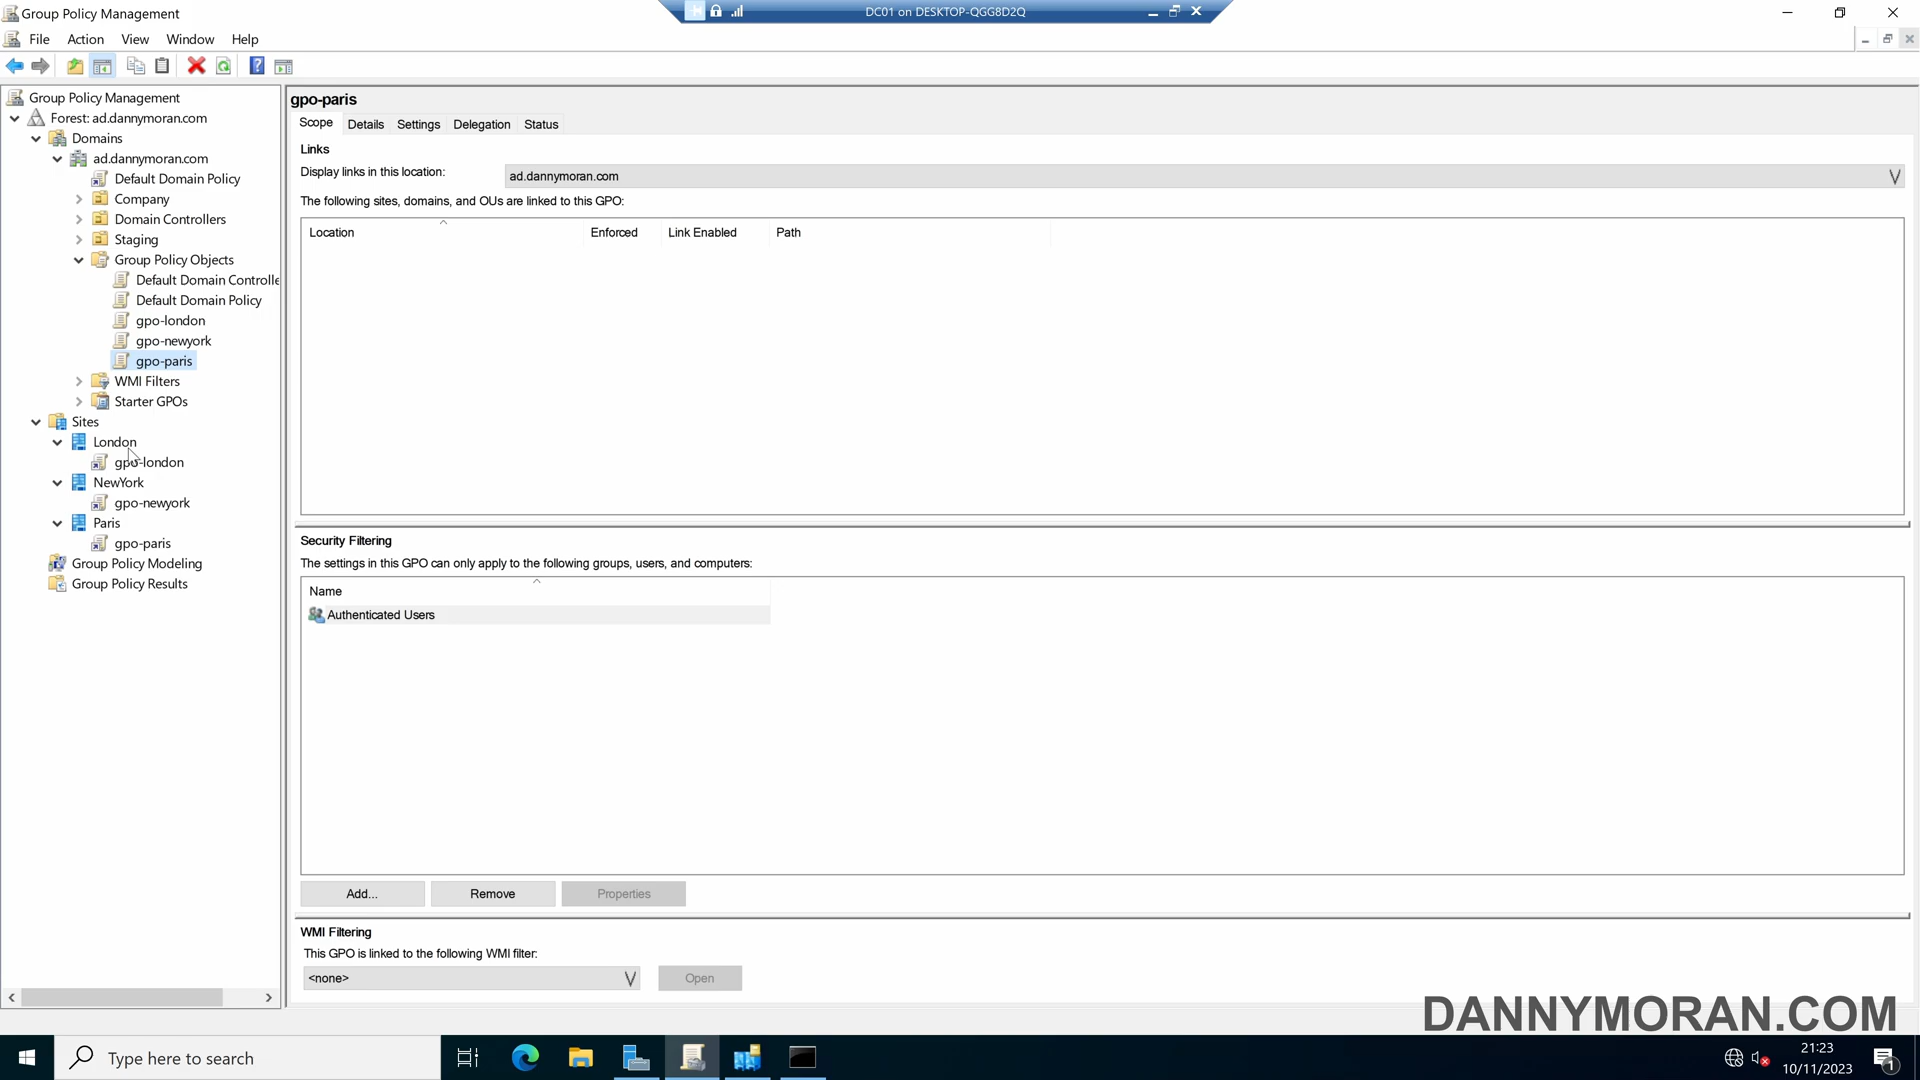 Group Policy Management
DC01 on DESKTOP-QGG8D2Q
File Action View Window Help
Group Policy Management
Forest: ad.dannymoran.com
Domains
ad.dannymoran.com
Default Domain Policy
Company
Domain Controllers
Staging
Group Policy Objects
Default Domain Controlle
Default Domain Policy
gpo-london
gpo-newyork
gpo-paris
WMI Filters
Starter GPOs
Sites
London
gpo-london
NewYork
gpo-newyork
Paris
gpo-paris
Group Policy Modeling
Group Policy Results
gpo-paris
Scope Details Settings Delegation Status
Links
Display links in this location: ad.dannymoran.com
The following sites, domains, and OUs are linked to this GPO:
Location Enforced Link Enabled Path
Security Filtering
The settings in this GPO can only apply to the following groups, users, and computers:
Name
Authenticated Users
Add... Remove Properties
WMI Filtering
This GPO is linked to the following WMI filter:
<none> Open
DANNYMORAN.COM
Type here to search
21:23
10/11/2023
1